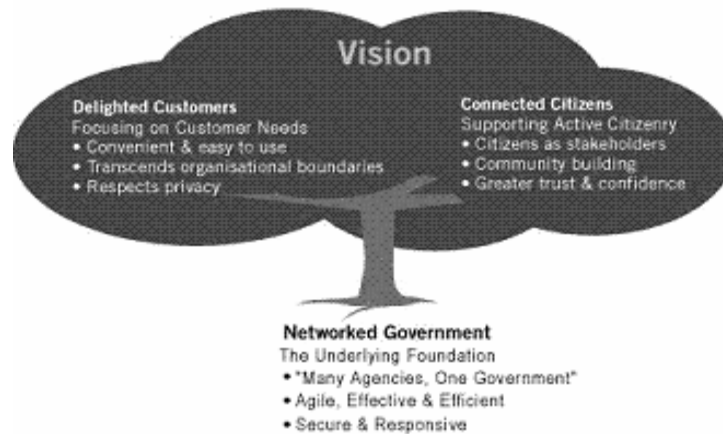 Vision
Delighted Customers
Focusing on Customer Needs
• Convenient & easy to use
• Transcends organisational boundaries
• Respects privacy
Connected Citizens
Supporting Active Citizenry
• Citizens as stakeholders
• Community building
• Greater trust & confidence
Networked Government
The Underlying Foundation
• "Many Agencies, One Government"
• Agile, Effective & Efficient
• Secure & Responsive